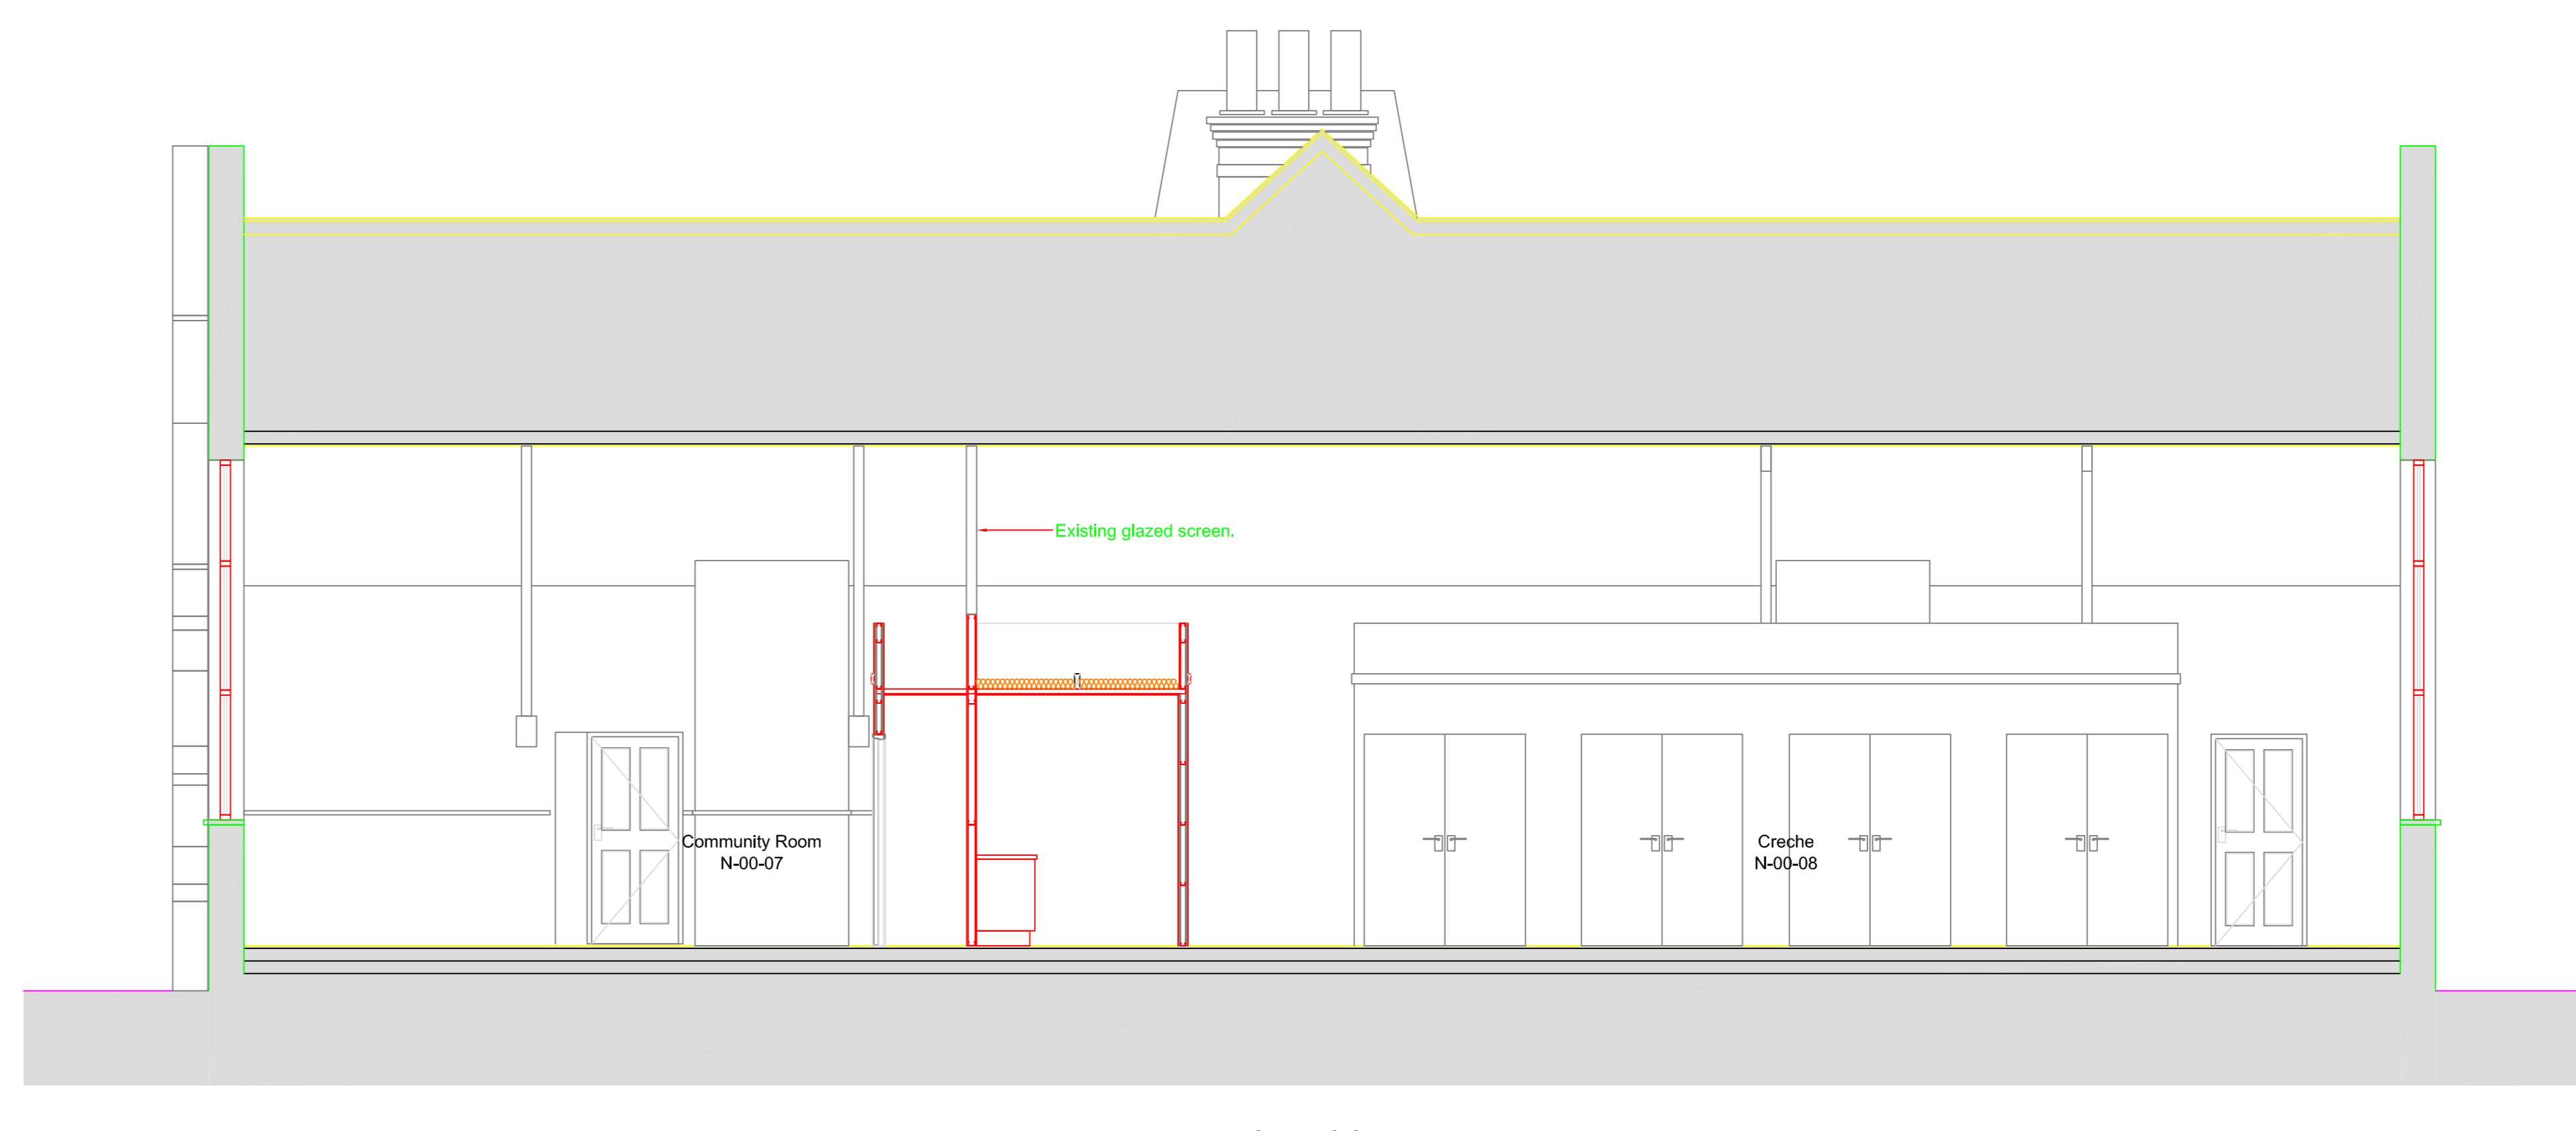 Existing glazed screen.
Community Room
N-00-07
Creche
N-00-08